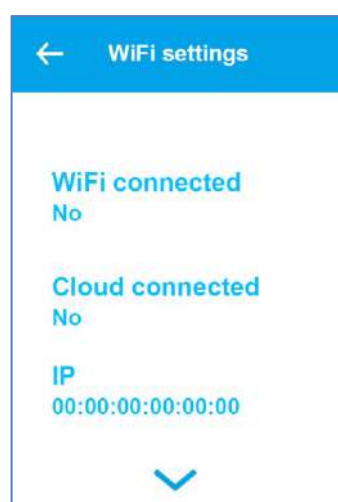 WiFi settings
WiFi connected
No
Cloud connected
No
IP
00:00:00:00:00:00